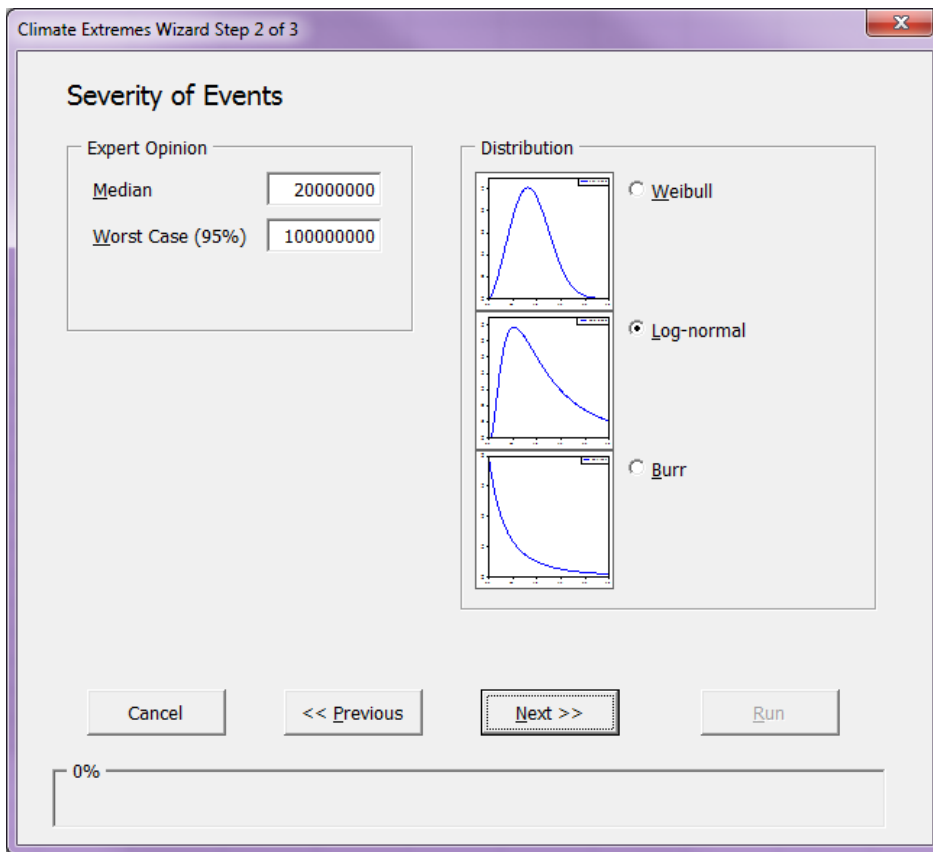 Climate Extremes Wizard Step 2 of 3
Severity of Events
Expert Opinion
Median 20000000
Worst Case (95%) 100000000
Distribution
Weibull
Log-normal
Burr
Cancel
<< Previous
Next >>
Run
0%